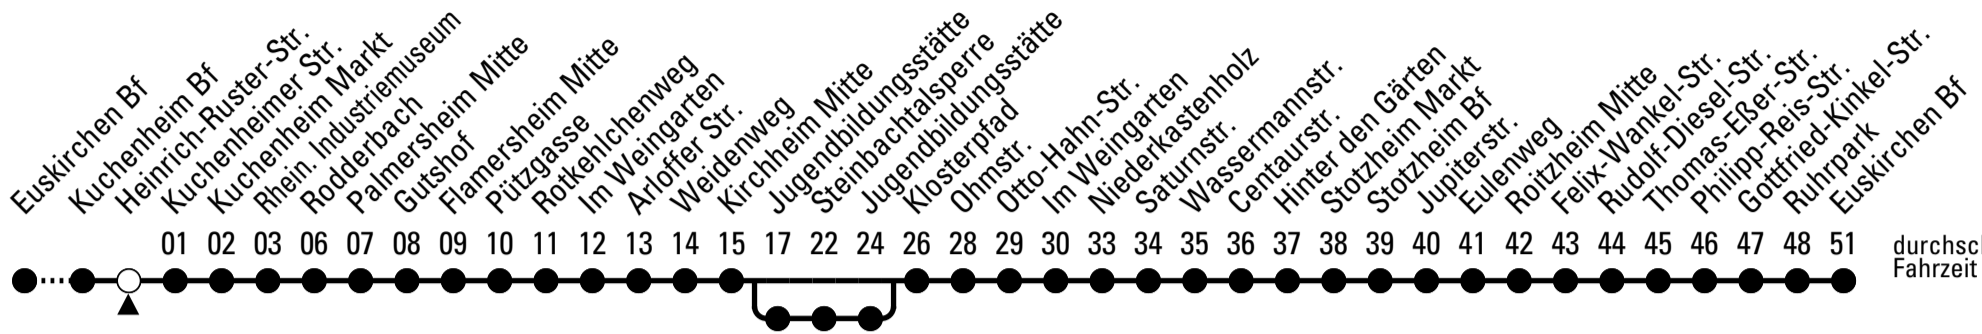 Euskirchen Bf
Kuchenheim Bf
Heinrich-Ruster-Str.
Kuchenheimer Str.
Kuchenheim Markt
Rhein. Industriemuseum
Rodderbach
Palmersheim Mitte
Gutshof
Flamersheim Mitte
Pützgasse
Rotkehlchenweg
Im Weingarten
Arloffer Str.
Weidenweg
Kirchheim Mitte
Jugendbildungsstätte
Steinbachtalsperre
Jugendbildungsstätte
Klosterpfad
Ohmstr.
Otto-Hahn-Str.
Im Weingarten
Niederkastenholz
Saturnstr.
Wassermannstr.
Centaurstr.
Hinter den Gärten
Stotzheim Markt
Stotzheim Bf
Jupiterstr.
Eulenweg
Roitzheim Mitte
Felix-Wankel-Str.
Rudolf-Diesel-Str.
Thomas-Eßer-Str.
Philipp-Reis-Str.
Gottfried-Kinkel-Str.
Ruhrpark
Euskirchen Bf
01 02 03 06 07 08 09 10 11 12 13 14 15 17 22 24 26 28 29 30 33 34 35 36 37 38 39 40 41 42 43 44 45 46 47 48 51
durchsc
Fahrzeit